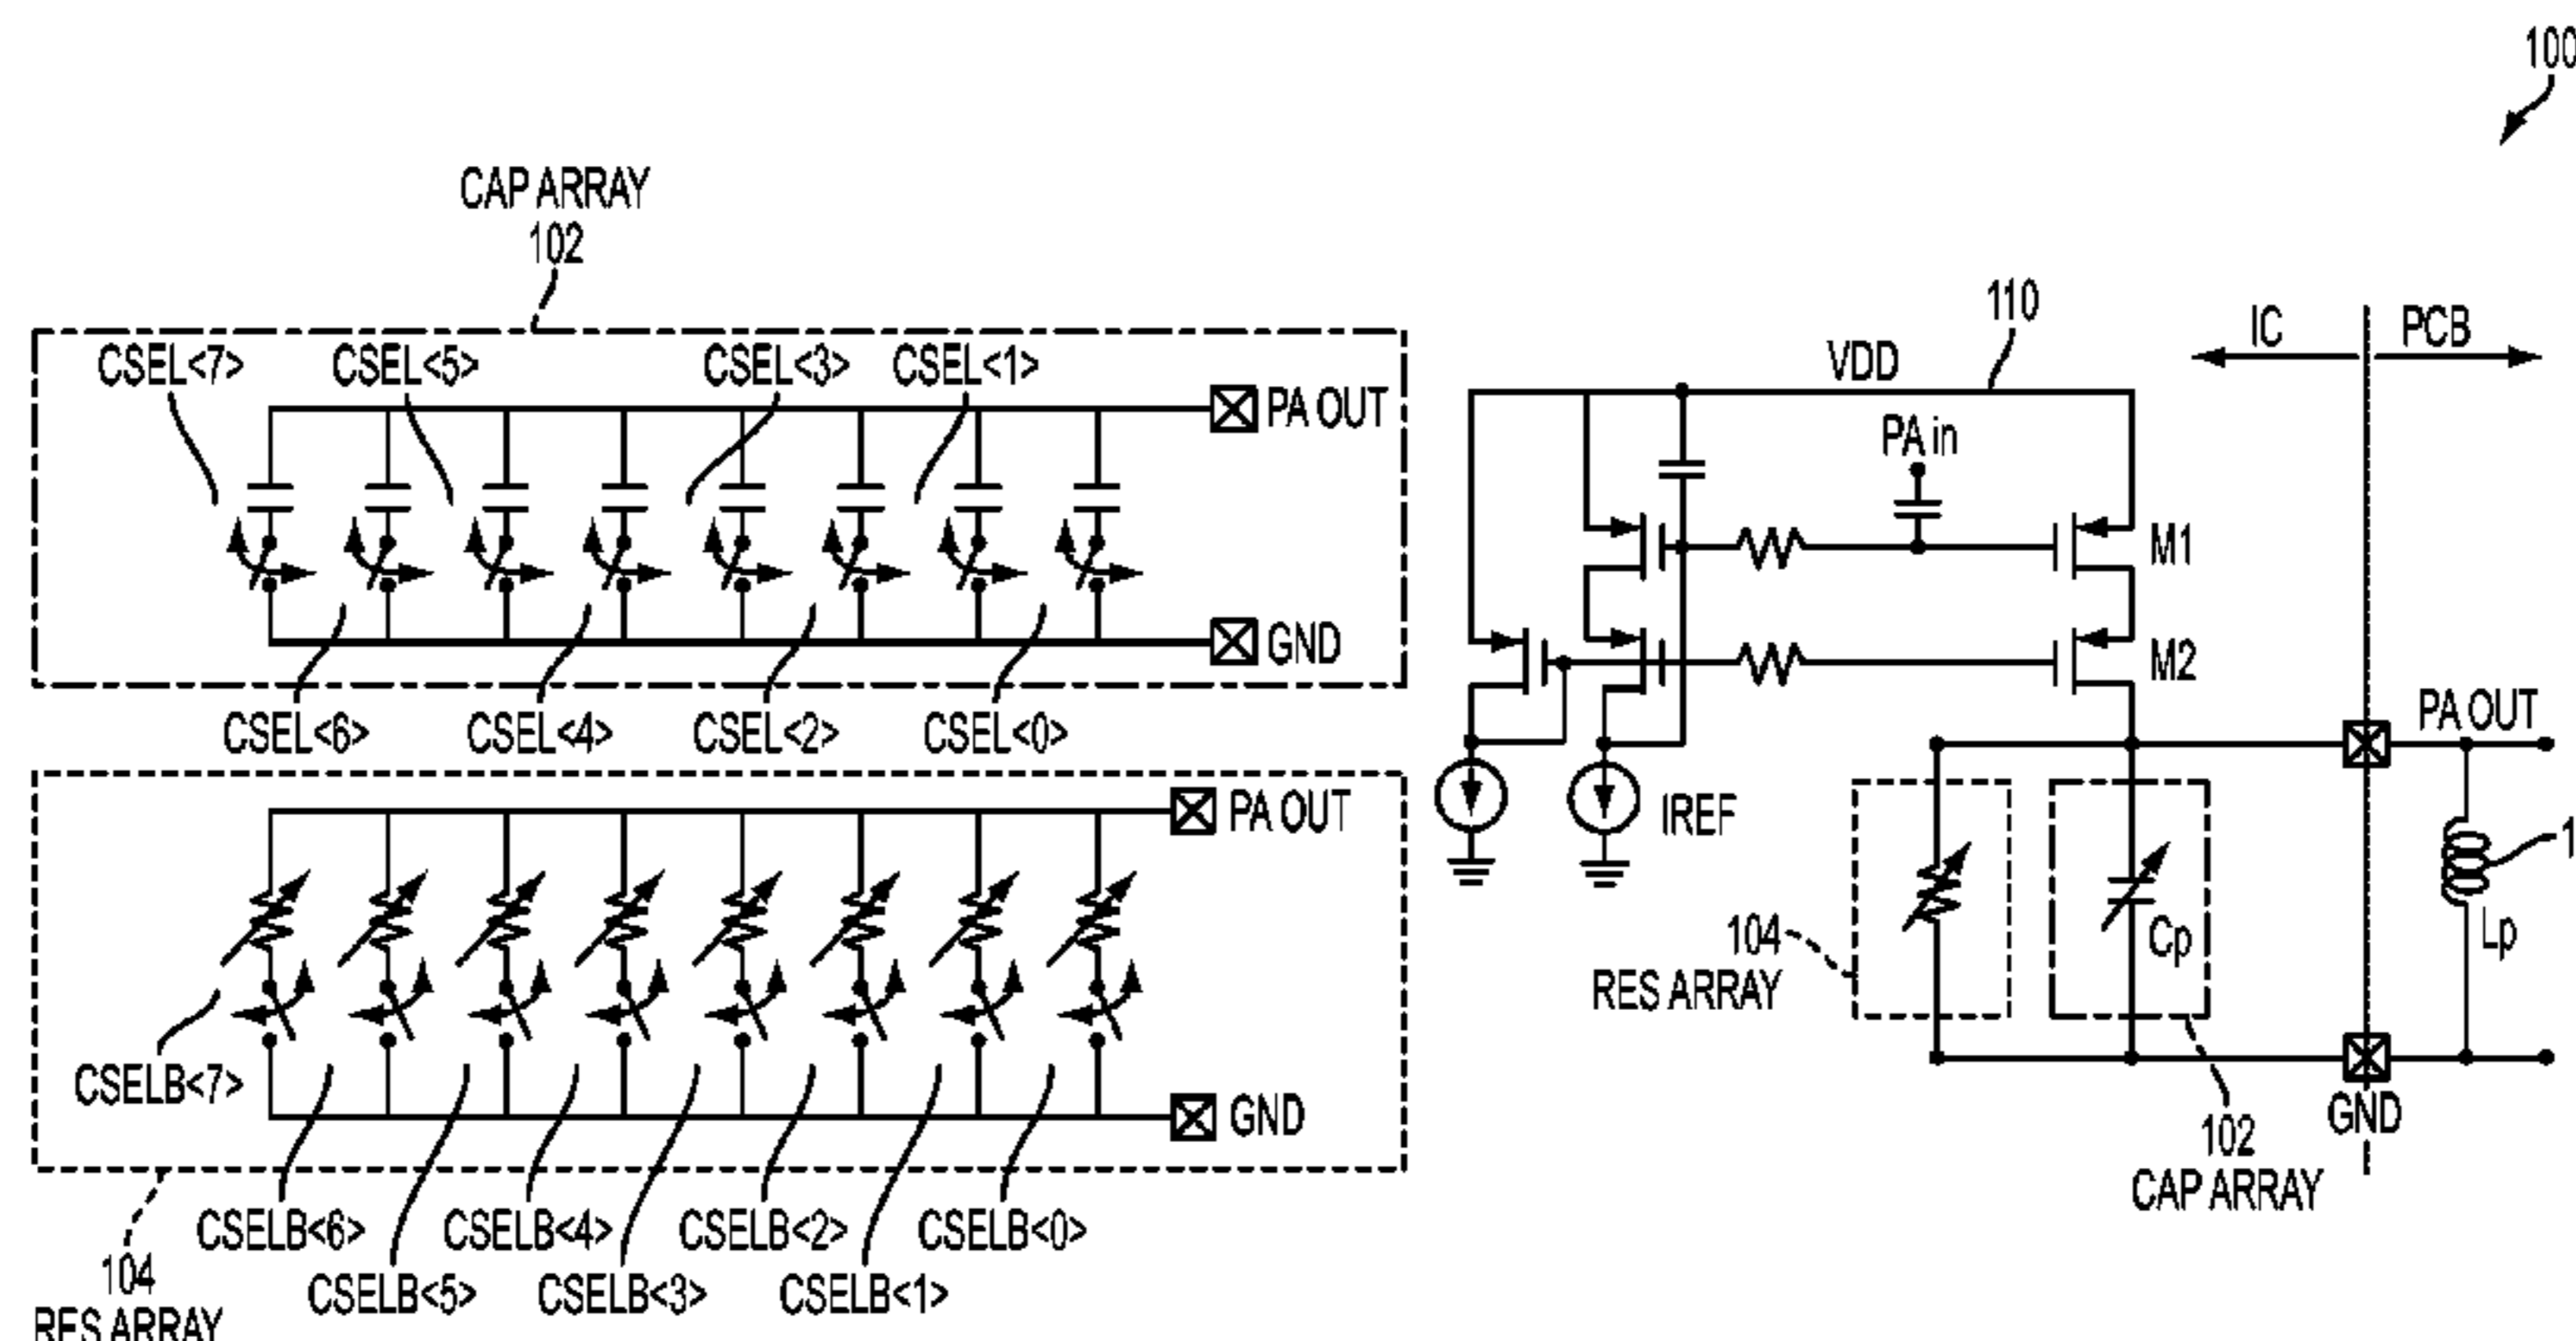 100
CAP ARRAY
102
CSEL<7>
CSEL<5>
CSEL<3>
CSEL<1>
PA OUT
GND
CSEL<6>
CSEL<4>
CSEL<2>
CSEL<0>
PA OUT
GND
CSELB<7>
CSELB<6>
CSELB<4>
CSELB<2>
CSELB<0>
CSELB<5>
CSELB<3>
CSELB<1>
104
RES ARRAY
110
VDD
IC
PCB
PA in
M1
M2
IREF
PA OUT
104
RES ARRAY
Cp
Lp
1
GND
102
CAP ARRAY